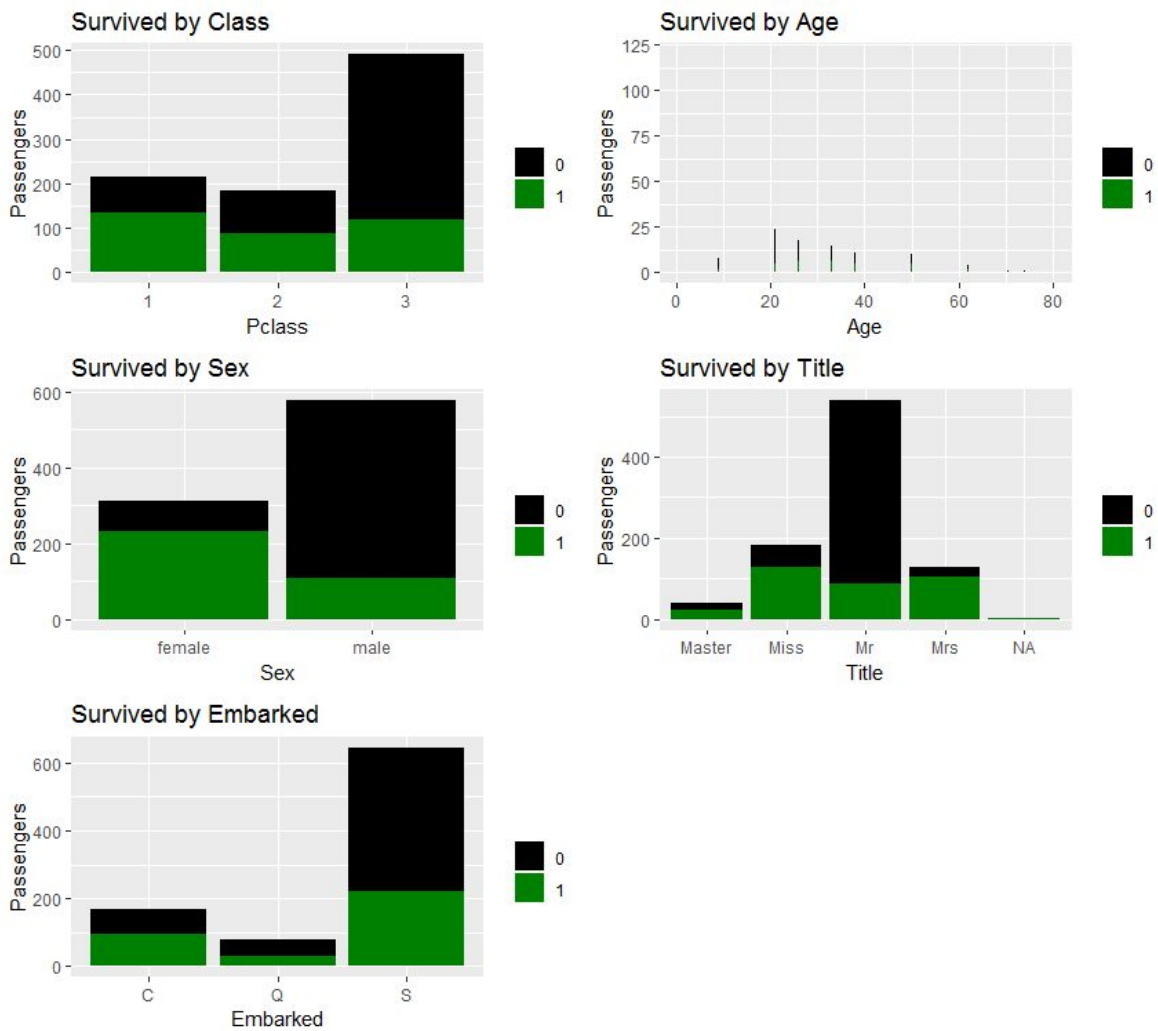 Survived by Class
Passengers
500
400
300
200
100
0
1 2 3
Pclass
0
1
Survived by Age
Passengers
125
100
75
50
25
0
0 20 40 60 80
Age
0
1
Survived by Sex
Passengers
600
400
200
0
female male
Sex
0
1
Survived by Title
Passengers
400
200
0
Master Miss Mr Mrs NA
Title
0
1
Survived by Embarked
Passengers
600
400
200
0
C Q S
Embarked
0
1